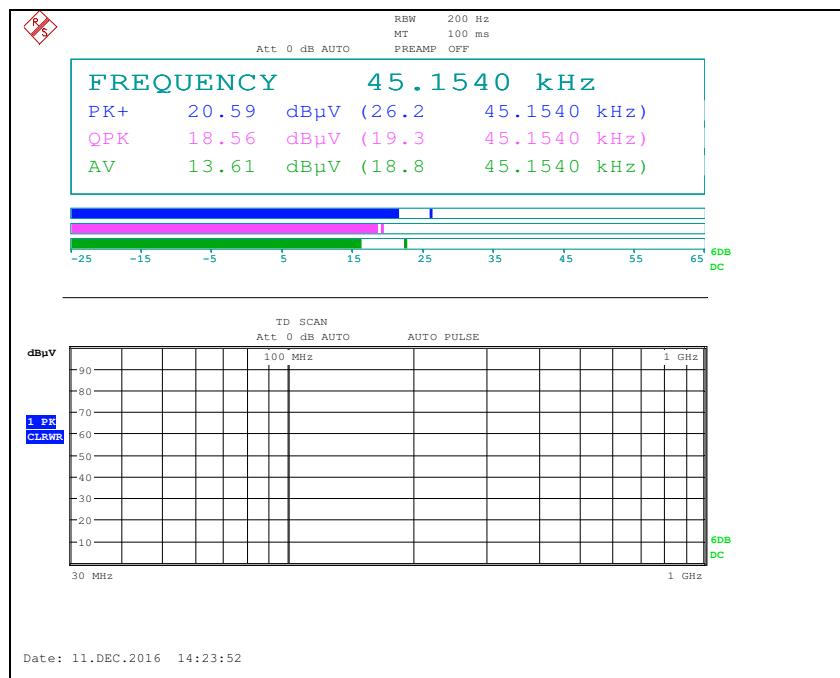 R S
RBW 200 Hz
MT 100 ms
Att 0 dB AUTO PREAMP OFF
FREQUENCY 45.1540 kHz
PK+ 20.59 dBµV (26.2 45.1540 kHz)
QPK 18.56 dBµV (19.3 45.1540 kHz)
AV 13.61 dBµV (18.8 45.1540 kHz)
-25 -15 -5 5 15 25 35 45 55 65
6DB
DC
TD SCAN
Att 0 dB AUTO AUTO PULSE
dBµV
100 MHz 1 GHz
90
80
70
1 PK
CLRWR
60
50
40
30
20
10
6DB
DC
30 MHz 1 GHz
Date: 11.DEC.2016 14:23:52